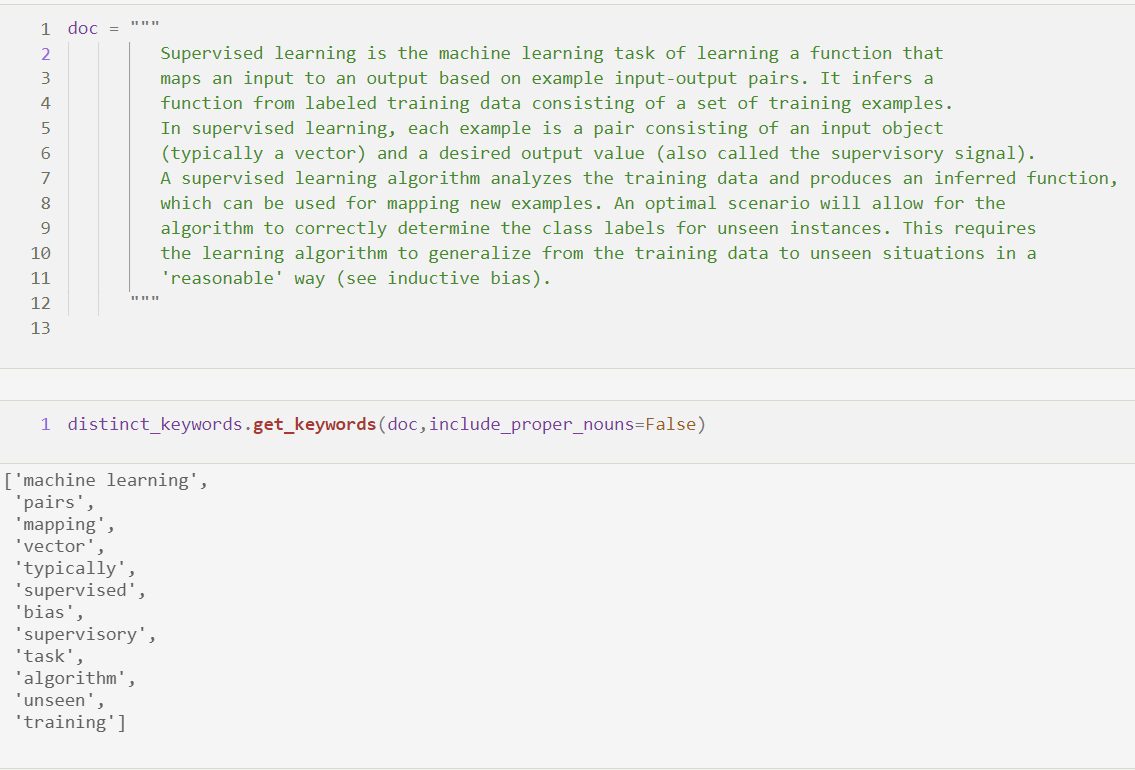 1 doc = """
2 Supervised learning is the machine learning task of learning a function that
3 maps an input to an output based on example input-output pairs. It infers a
4 function from labeled training data consisting of a set of training examples.
5 In supervised learning, each example is a pair consisting of an input object
6 (typically a vector) and a desired output value (also called the supervisory signal).
7 A supervised learning algorithm analyzes the training data and produces an inferred function,
8 which can be used for mapping new examples. An optimal scenario will allow for the
9 algorithm to correctly determine the class labels for unseen instances. This requires
10 the learning algorithm to generalize from the training data to unseen situations in a
11 'reasonable' way (see inductive bias).
12 """
13
1 distinct_keywords.get_keywords(doc,include_proper_nouns=False)
['machine learning',
'pairs',
'mapping',
'vector',
'typically',
'supervised',
'bias',
'supervisory',
'task',
'algorithm',
'unseen',
'training']